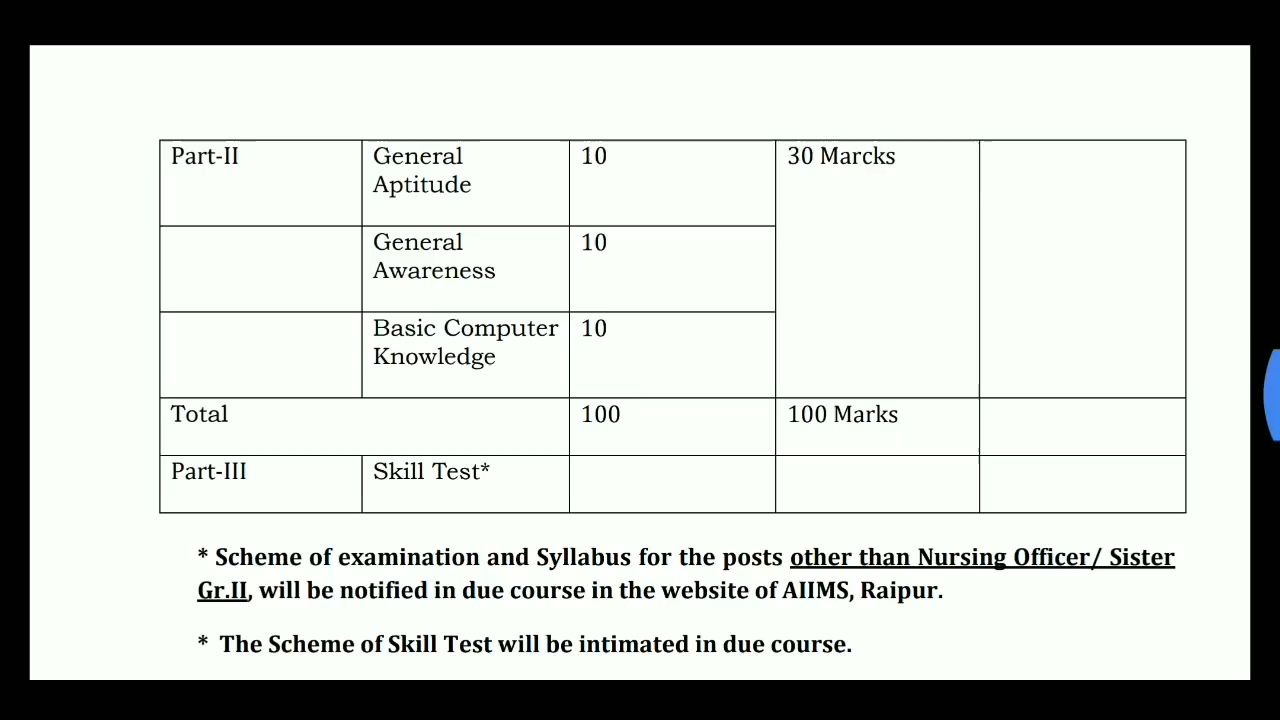 Part-II General 10 30 Marcks
Aptitude
General 10
Awareness
Basic Computer 10
Knowledge
Total 100 100 Marks
Part-III Skill Test*
* Scheme of examination and Syllabus for the posts other than Nursing Officer/ Sister
Gr.II, will be notified in due course in the website of AIIMS, Raipur.
* The Scheme of Skill Test will be intimated in due course.